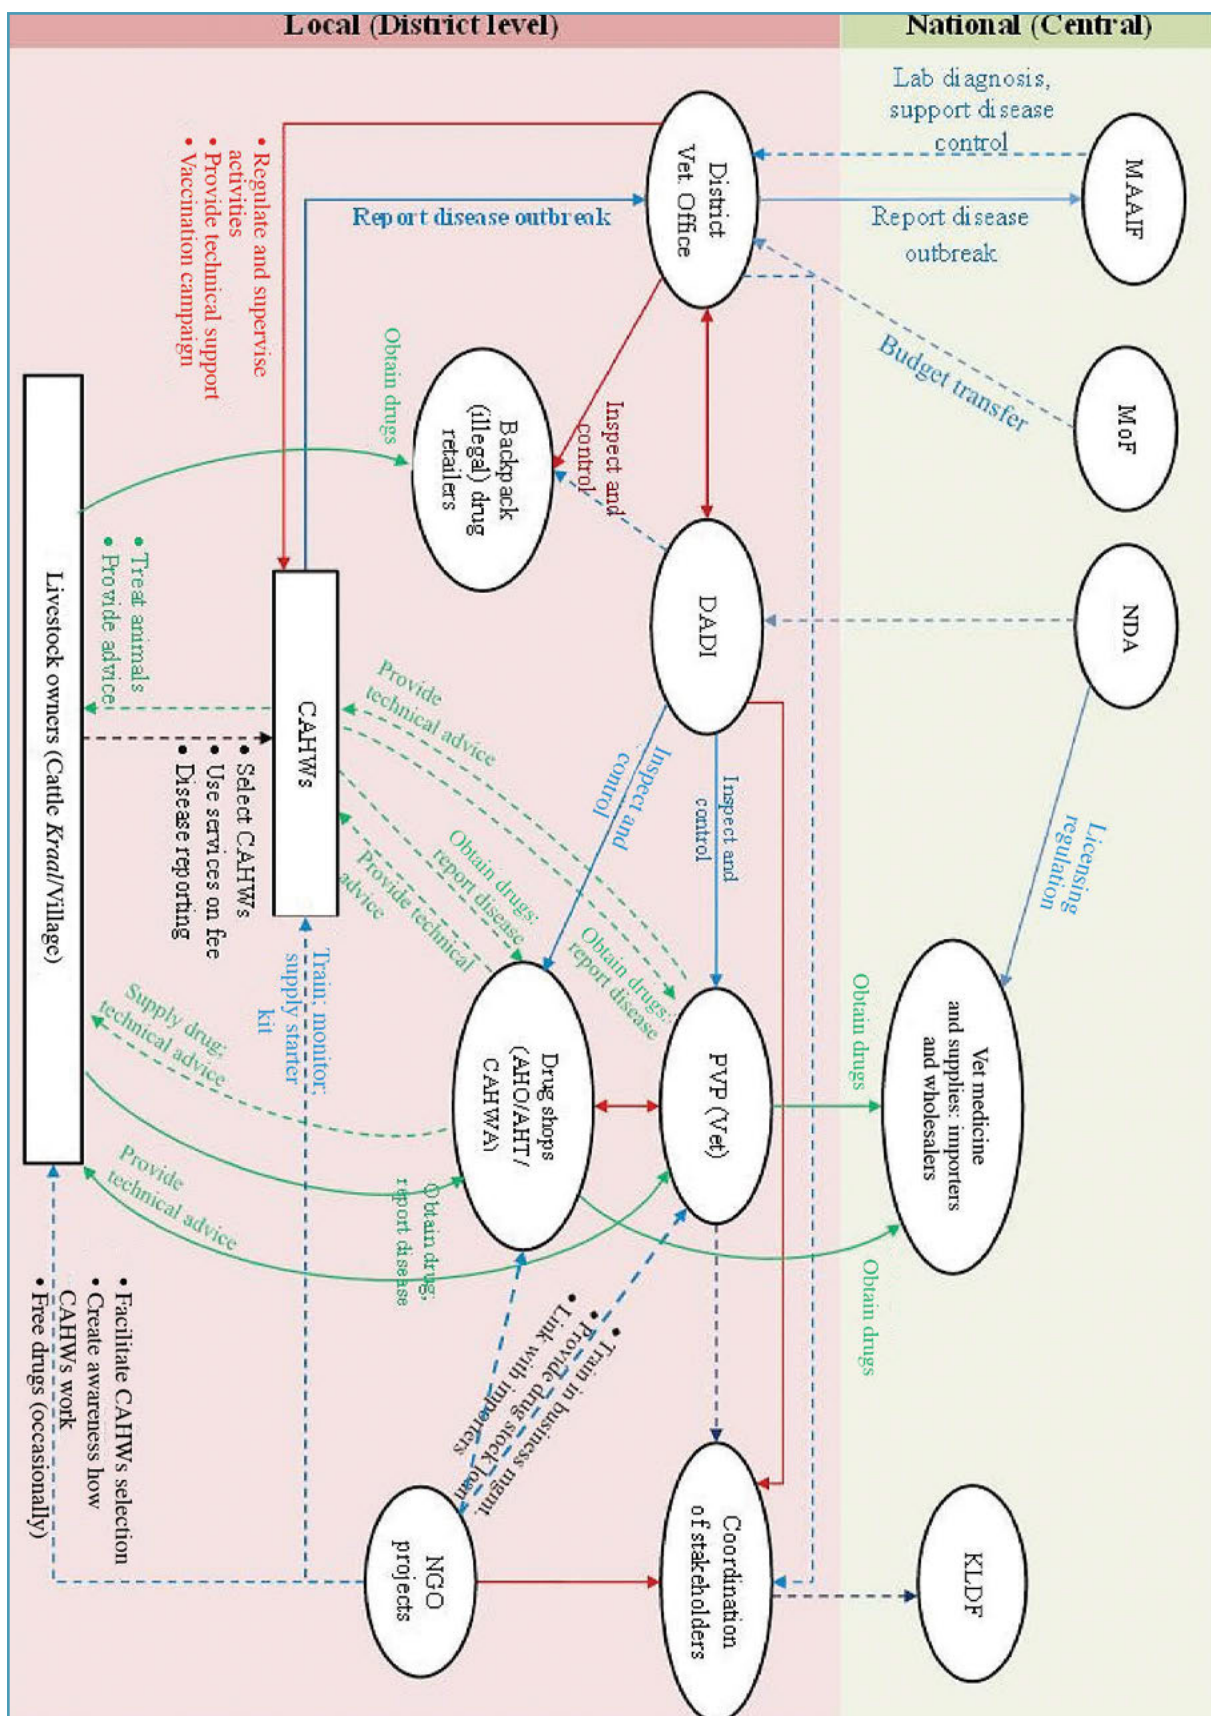 Local (District level)
National (Central)
Lab diagnosis,
support disease
control
MAAIF
District
Vet. Office
Report disease outbreak
Report disease
outbreak
• Regulate and supervise
activities
• Provide technical support
• Vaccination campaign
Budget transfer
MoF
Obtain drugs
Backpack
(illegal) drug
retailers
Inspect and
control
DADI
NDA
Livestock owners (Cattle Kraal/Village)
• Treat animals
• Provide advice
CAHWs
• Select CAHWs
• Use services on fee
• Disease reporting
Provide
technical advice
Inspect and
control
Inspect and
control
Licensing
regulation
Obtain drugs;
report disease
Provide technical
advice
Obtain drugs;
report disease
Train; monitor;
supply starter
kit
Supply drug;
technical advice
Drug shops
(AHO/AHT/
CAHWA)
PVP (Vet)
Obtain drugs
Vet medicine
and supplies: importers
and wholesalers
Provide
technical advice
Obtain drug;
report disease
Obtain drugs
• Facilitate CAHWs selection
• Create awareness how
CAHWs work
• Free drugs (occasionally)
• Train in business mgmt.
• Provide drug stock loan
• Link with importers
NGO
projects
Coordination
of stakeholders
KLDF